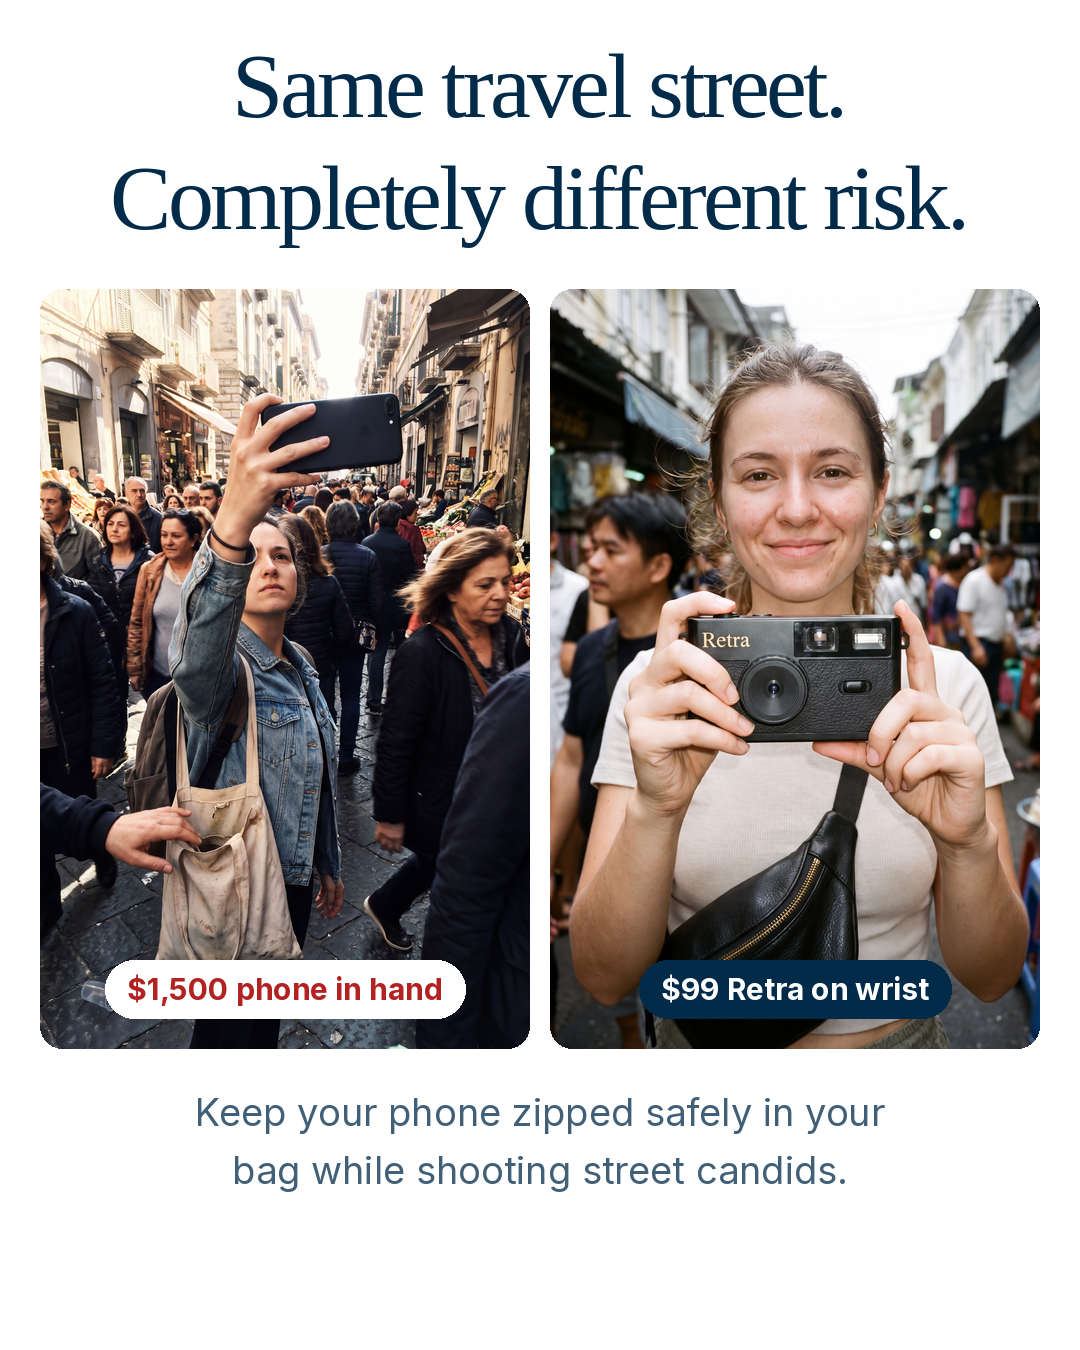 Same travel street.
Completely different risk.
Retra
$1,500 phone in hand
$99 Retra on wrist
Keep your phone zipped safely in your
bag while shooting street candids.